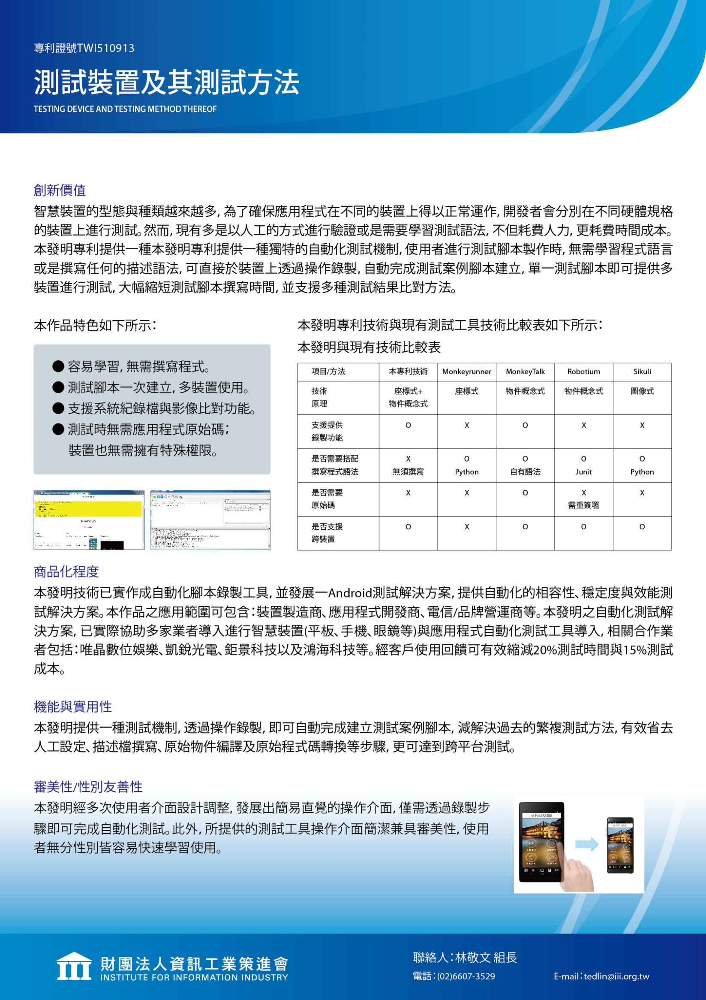 專利證號TWI510913
測試裝置及其測試方法
TESTING DEVICE AND TESTING METHOD THEREOF
創新價值
智慧裝置的型態與種類越來越多,為了確保應用程式在不同的裝置上得以正常運作,開發者會分別在不同硬體規格
的裝置上進行測試。然而,現有多是以人工的方式進行驗證或是需要學習測試語法,不但耗費人力,更耗費時間成本。
本發明專利提供一種本發明專利提供一種獨特的自動化測試機制,使用者進行測試腳本製作時,無需學習程式語言
或是撰寫任何的描述語法,可直接於裝置上透過操作錄製,自動完成測試案例腳本建立,單一測試腳本即可提供多
裝置進行測試,大幅縮短測試腳本撰寫時間,並支援多種測試結果比對方法。
本作品特色如下所示:
● 容易學習,無需撰寫程式。
● 測試腳本一次建立,多裝置使用。
● 支援系統紀錄檔與影像比對功能。
● 測試時無需應用程式原始碼;
裝置也無需擁有特殊權限。
本發明專利技術與現有測試工具技術比較表如下所示:
本發明與現有技術比較表
項目/方法 本專利技術 Monkeyrunner MonkeyTalk Robotium Sikuli
技術 座標式+ 座標式 物件概念式 物件概念式 圖像式
原理 物件概念式
支援提供 O X O X X
錄製功能
是否需要搭配 X O O O O
撰寫程式語法 無須撰寫 Python 自有語法 Junit Python
是否需要 X X O X X
原始碼 需重簽署
是否支援 O X O O O
跨裝置
商品化程度
本發明技術已實作成自動化腳本錄製工具,並發展一Android測試解決方案,提供自動化的相容性、穩定度與效能測
試解決方案。本作品之應用範圍可包含:裝置製造商、應用程式開發商、電信/品牌營運商等。本發明之自動化測試解
決方案,已實際協助多家業者導入進行智慧裝置(平板、手機、眼鏡等)與應用程式自動化測試工具導入,相關合作業
者包括:唯晶數位娛樂、凱銳光電、鉅景科技以及鴻海科技等。經客戶使用回饋可有效縮減20%測試時間與15%測試
成本。
機能與實用性
本發明提供一種測試機制,透過操作錄製,即可自動完成建立測試案例腳本,減解決過去的繁複測試方法,有效省去
人工設定、描述檔撰寫、原始物件編譯及原始程式碼轉換等步驟,更可達到跨平台測試。
審美性/性別友善性
本發明經多次使用者介面設計調整,發展出簡易直覺的操作介面,僅需透過錄製步
驟即可完成自動化測試。此外,所提供的測試工具操作介面簡潔兼具審美性,使用
者無分性別皆容易快速學習使用。
財團法人資訊工業策進會
INSTITUTE FOR INFORMATION INDUSTRY
聯絡人:林敬文 組長
電話:(02)6607-3529 E-mail:tedlin@iii.org.tw